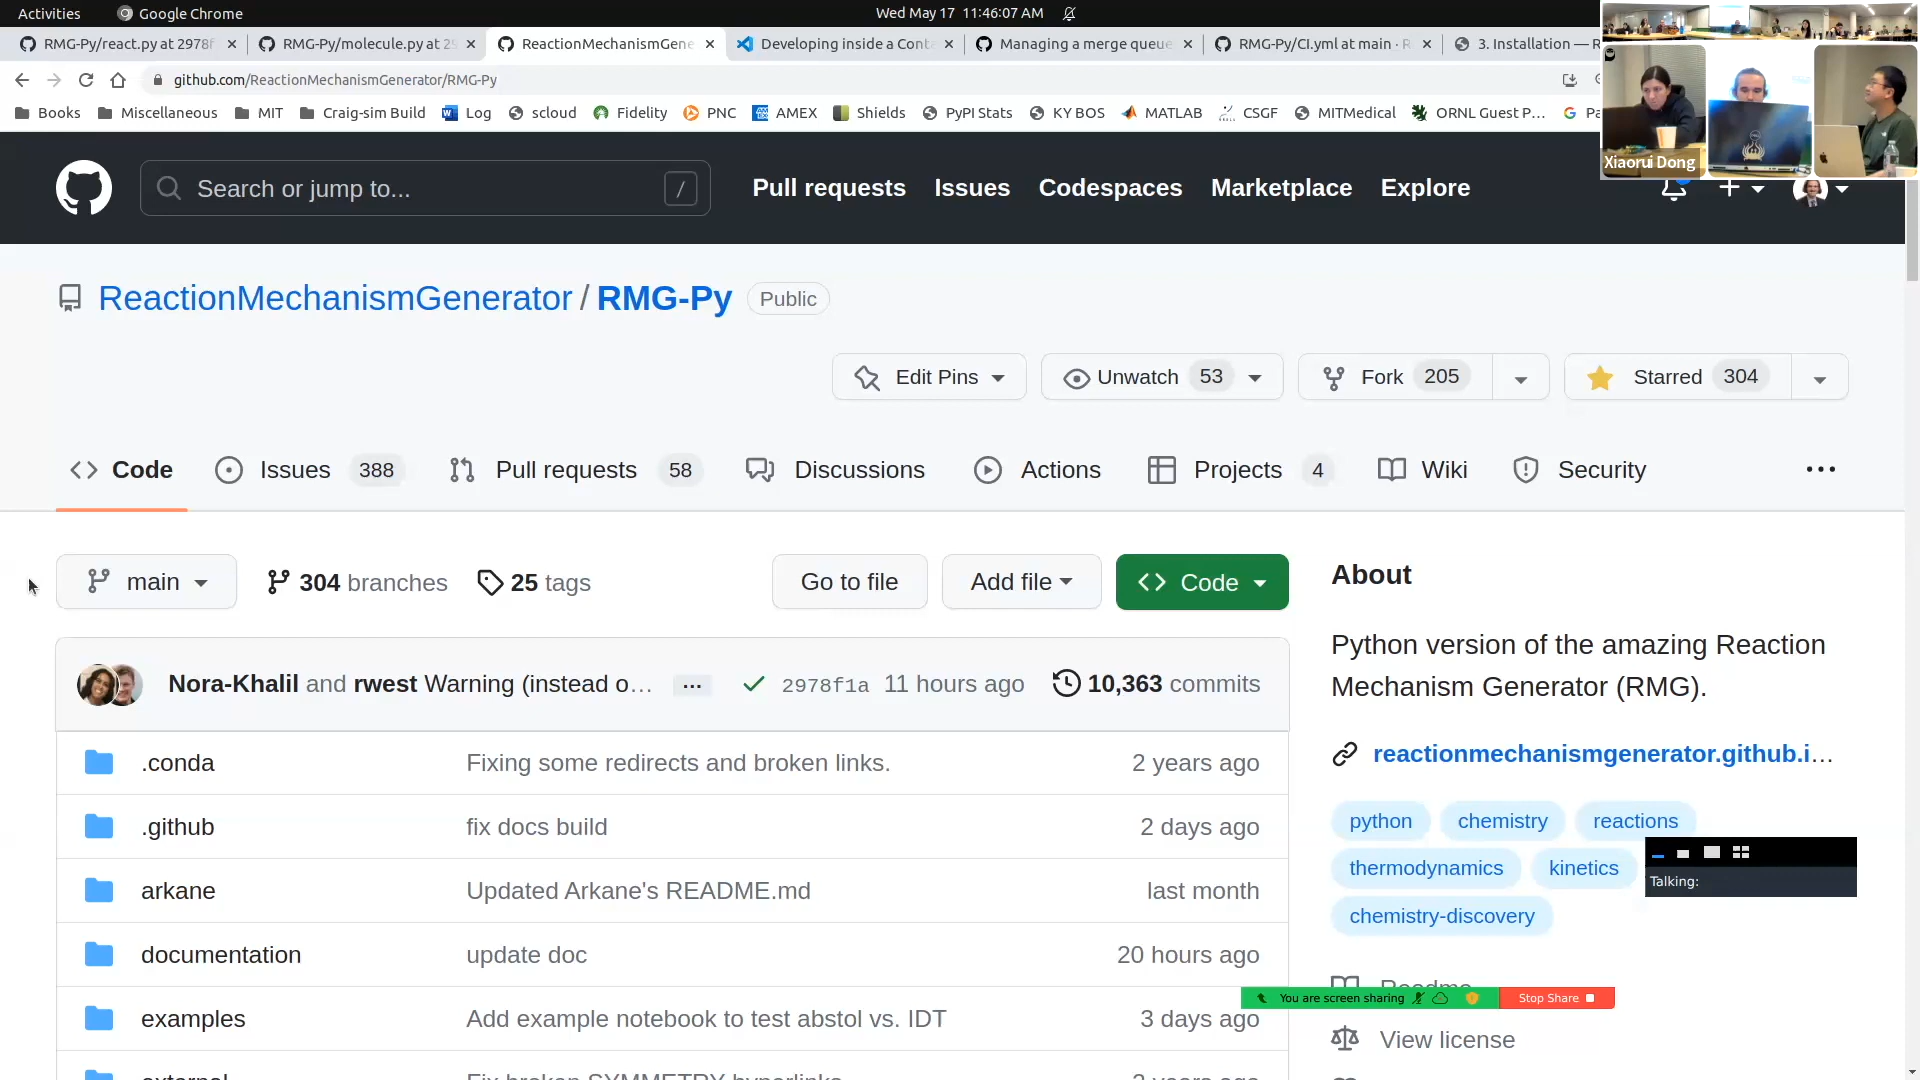 Activities Google Chrome Wed May 17 11:46:07 AM
RMG-Py/react.py at 2978f RMG-Py/molecule.py at 29 ReactionMechanismGene Developing inside a Cont Managing a merge queue RMG-Py/CI.yml at main · R 3. Installation — R
github.com/ReactionMechanismGenerator/RMG-Py
Books Miscellaneous MIT Craig-sim Build Log scloud Fidelity PNC AMEX Shields PyPI Stats KY BOS MATLAB CSGF MITMedical ORNL Guest P... Pa
Xiaorui Dong
Search or jump to... / Pull requests Issues Codespaces Marketplace Explore
ReactionMechanismGenerator / RMG-Py Public
Edit Pins Unwatch 53 Fork 205 Starred 304
Code Issues 388 Pull requests 58 Discussions Actions Projects 4 Wiki Security ...
main 304 branches 25 tags Go to file Add file Code
About
Nora-Khalil and rwest Warning (instead o... ... 2978f1a 11 hours ago 10,363 commits
Python version of the amazing Reaction
Mechanism Generator (RMG).
reactionmechanismgenerator.github.i...
.conda Fixing some redirects and broken links. 2 years ago
.github fix docs build 2 days ago
arkane Updated Arkane's README.md last month
documentation update doc 20 hours ago
examples Add example notebook to test abstol vs. IDT 3 days ago
external Fix broken SYMMETRY hyperlinks 2 years ago
python chemistry reactions
thermodynamics kinetics
chemistry-discovery
Talking:
Readme
You are screen sharing Stop Share
View license